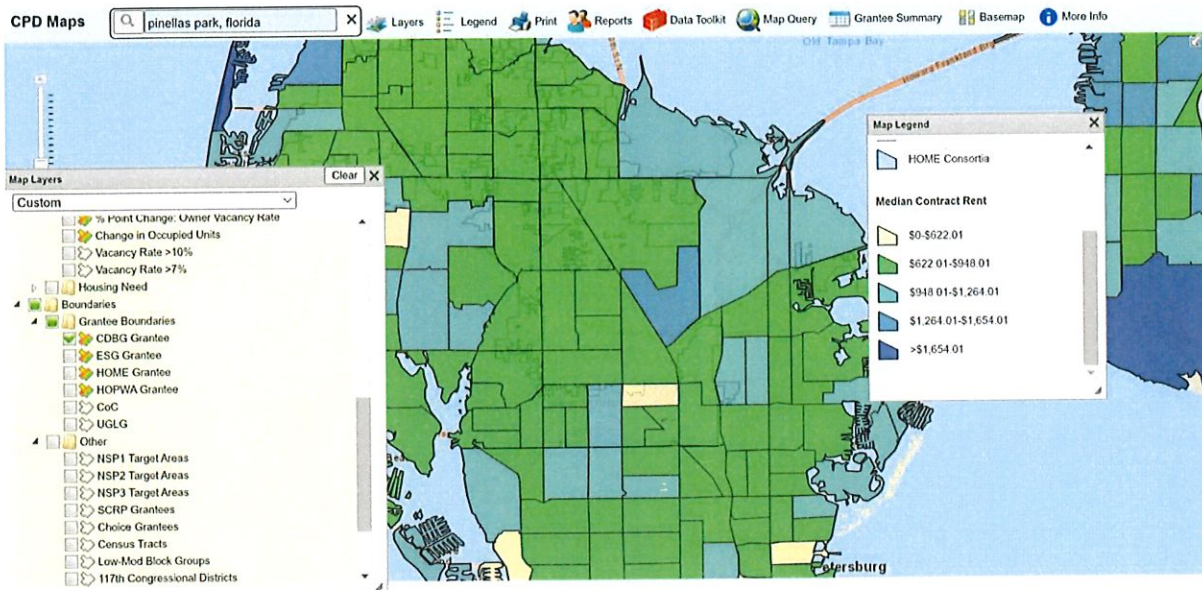 CPD Maps
pinellas park, florida
Layers
Legend
Print
Reports
Data Toolkit
Map Query
Grantee Summary
Basemap
More Info
Old Tampa Bay
Howard Frankland Brg
Map Legend
HOME Consortia
Median Contract Rent
$0-$622.01
$622.01-$948.01
$948.01-$1,264.01
$1,264.01-$1,654.01
>$1,654.01
Map Layers
Clear
Custom
% Point Change: Owner Vacancy Rate
Change in Occupied Units
Vacancy Rate >10%
Vacancy Rate >7%
Housing Need
Boundaries
Grantee Boundaries
CDBG Grantee
ESG Grantee
HOME Grantee
HOPWA Grantee
CoC
UGLG
Other
NSP1 Target Areas
NSP2 Target Areas
NSP3 Target Areas
SCRP Grantees
Choice Grantees
Census Tracts
Low-Mod Block Groups
117th Congressional Districts
etersburg